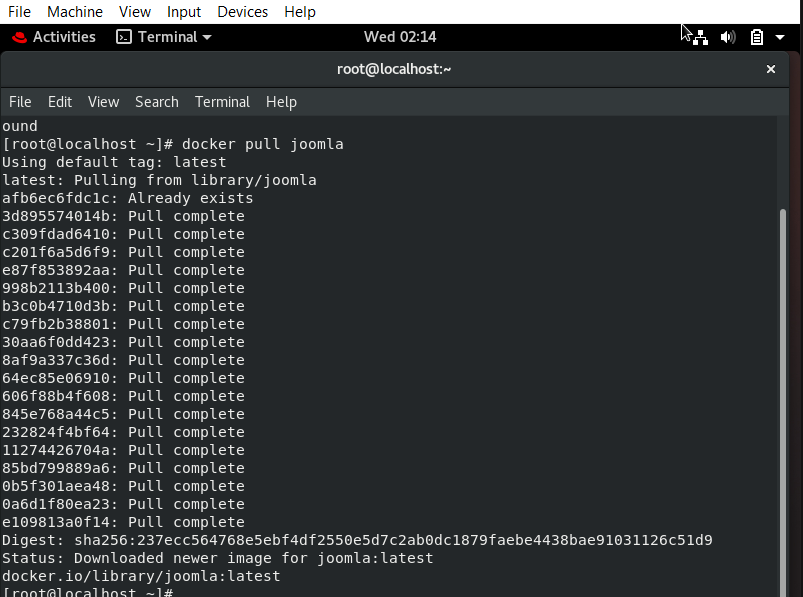 File Machine View Input Devices Help
Activities Terminal Wed 02:14
root@localhost:~ ×
File Edit View Search Terminal Help
ound
[root@localhost ~]# docker pull joomla
Using default tag: latest
latest: Pulling from library/joomla
afb6ec6fdc1c: Already exists
3d895574014b: Pull complete
c309fdad6410: Pull complete
c201f6a5d6f9: Pull complete
e87f853892aa: Pull complete
998b2113b400: Pull complete
b3c0b4710d3b: Pull complete
c79fb2b38801: Pull complete
30aa6f0dd423: Pull complete
8af9a337c36d: Pull complete
64ec85e06910: Pull complete
606f88b4f608: Pull complete
845e768a44c5: Pull complete
232824f4bf64: Pull complete
11274426704a: Pull complete
85bd799889a6: Pull complete
0b5f301aea48: Pull complete
0a6d1f80ea23: Pull complete
e109813a0f14: Pull complete
Digest: sha256:237ecc564768e5ebf4df2550e5d7c2ab0dc1879faebe4438bae91031126c51d9
Status: Downloaded newer image for joomla:latest
docker.io/library/joomla:latest
[root@localhost ~]#